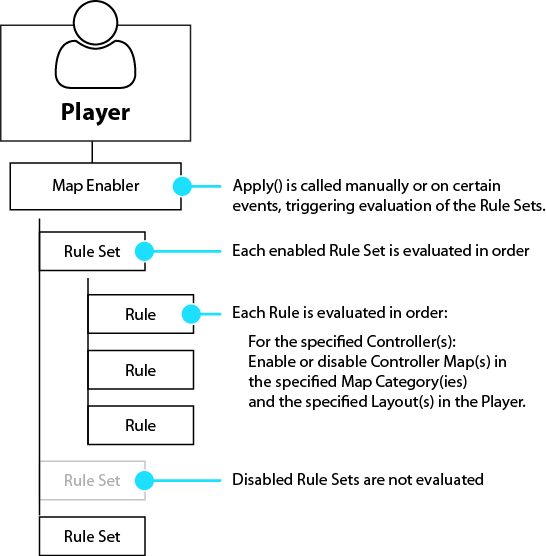 Player
Map Enabler
Apply() is called manually or on certain
events, triggering evaluation of the Rule Sets.
Rule Set
Each enabled Rule Set is evaluated in order
Rule
Each Rule is evaluated in order:
For the specified Controller(s):
Enable or disable Controller Map(s) in
the specified Map Category(ies)
and the specified Layout(s) in the Player.
Rule
Rule
Rule Set
Disabled Rule Sets are not evaluated
Rule Set